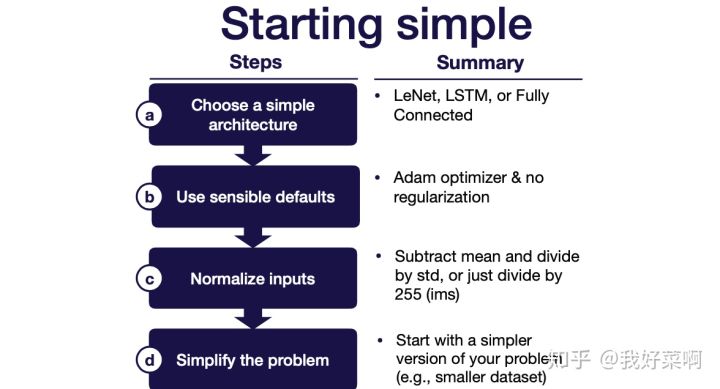 Starting simple
Steps
Summary
a
Choose a simple
architecture
• LeNet, LSTM, or Fully
Connected
b
Use sensible defaults
• Adam optimizer & no
regularization
c
Normalize inputs
• Subtract mean and divide
by std, or just divide by
255 (ims)
d
Simplify the problem
• Start with a simpler
version of your problem
(e.g., smaller dataset)
知乎 @我好菜啊